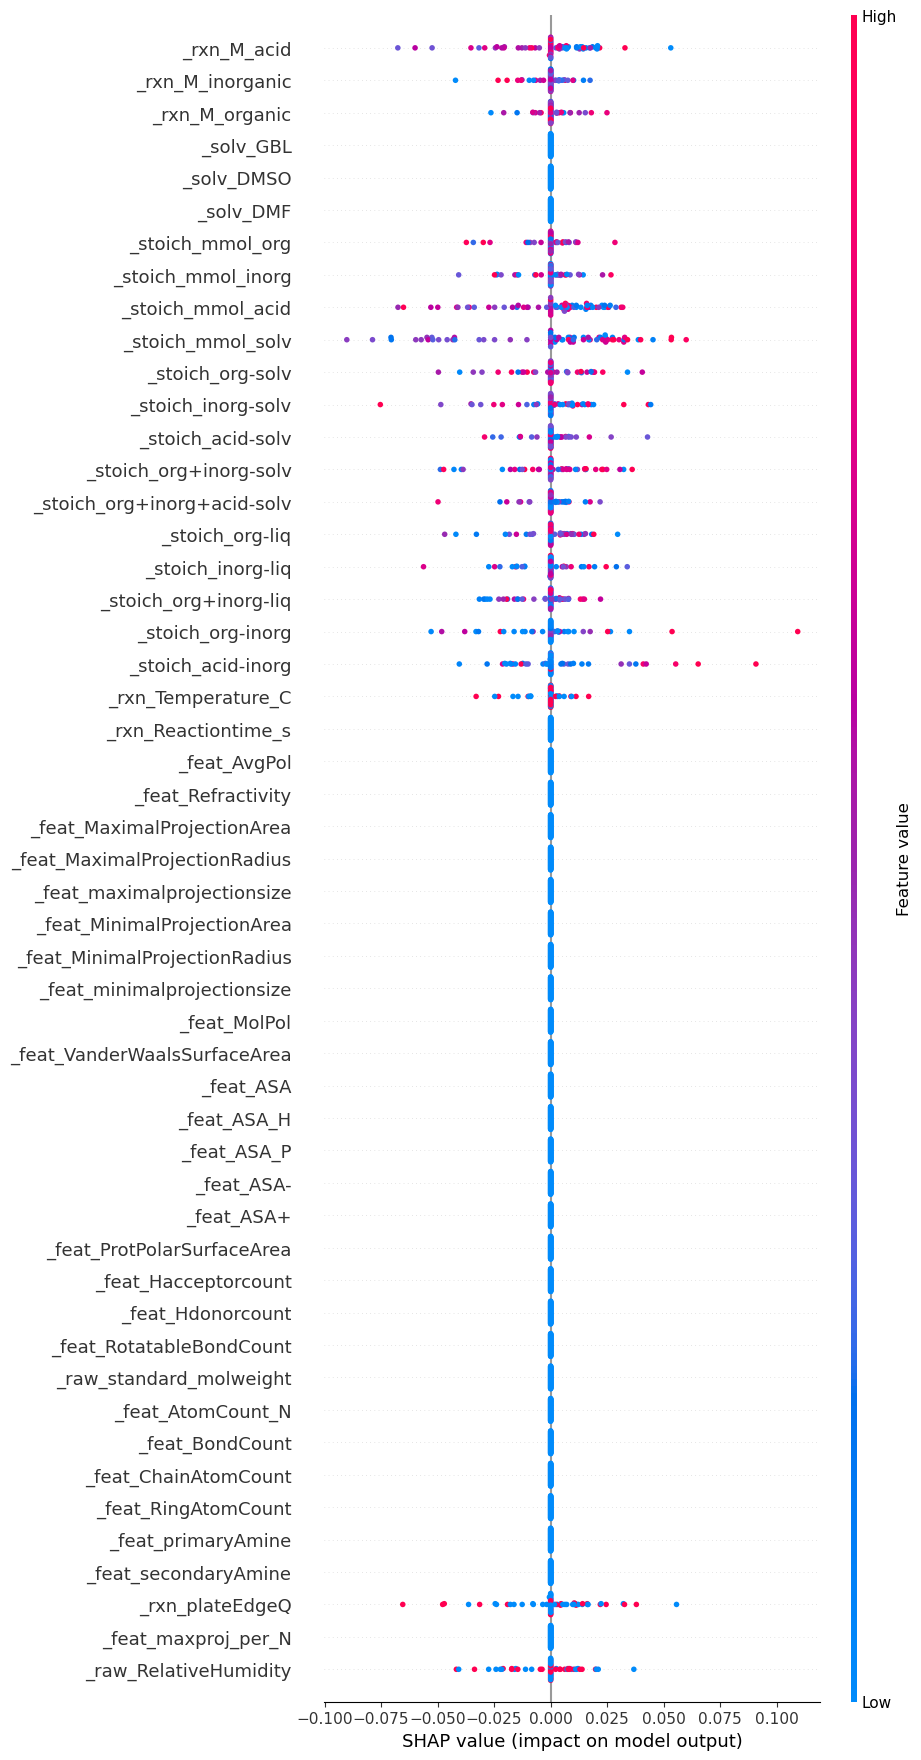 High
_rxn_M_acid
_rxn_M_inorganic
_rxn_M_organic
_solv_GBL
_solv_DMSO
_solv_DMF
_stoich_mmol_org
_stoich_mmol_inorg
_stoich_mmol_acid
_stoich_mmol_solv
_stoich_org-solv
_stoich_inorg-solv
_stoich_acid-solv
_stoich_org+inorg-solv
_stoich_org+inorg+acid-solv
_stoich_org-liq
_stoich_inorg-liq
_stoich_org+inorg-liq
_stoich_org-inorg
_stoich_acid-inorg
_rxn_Temperature_C
_rxn_Reactiontime_s
_feat_AvgPol
_feat_Refractivity
_feat_MaximalProjectionArea
_feat_MaximalProjectionRadius
_feat_maximalprojectionsize
_feat_MinimalProjectionArea
_feat_MinimalProjectionRadius
_feat_minimalprojectionsize
_feat_MolPol
_feat_VanderWaalsSurfaceArea
_feat_ASA
_feat_ASA_H
_feat_ASA_P
_feat_ASA-
_feat_ASA+
_feat_ProtPolarSurfaceArea
_feat_Hacceptorcount
_feat_Hdonorcount
_feat_RotatableBondCount
_raw_standard_molweight
_feat_AtomCount_N
_feat_BondCount
_feat_ChainAtomCount
_feat_RingAtomCount
_feat_primaryAmine
_feat_secondaryAmine
_rxn_plateEdgeQ
_feat_maxproj_per_N
_raw_RelativeHumidity
Feature value
Low
−0.100 −0.075 −0.050 −0.025 0.000 0.025 0.050 0.075 0.100
SHAP value (impact on model output)